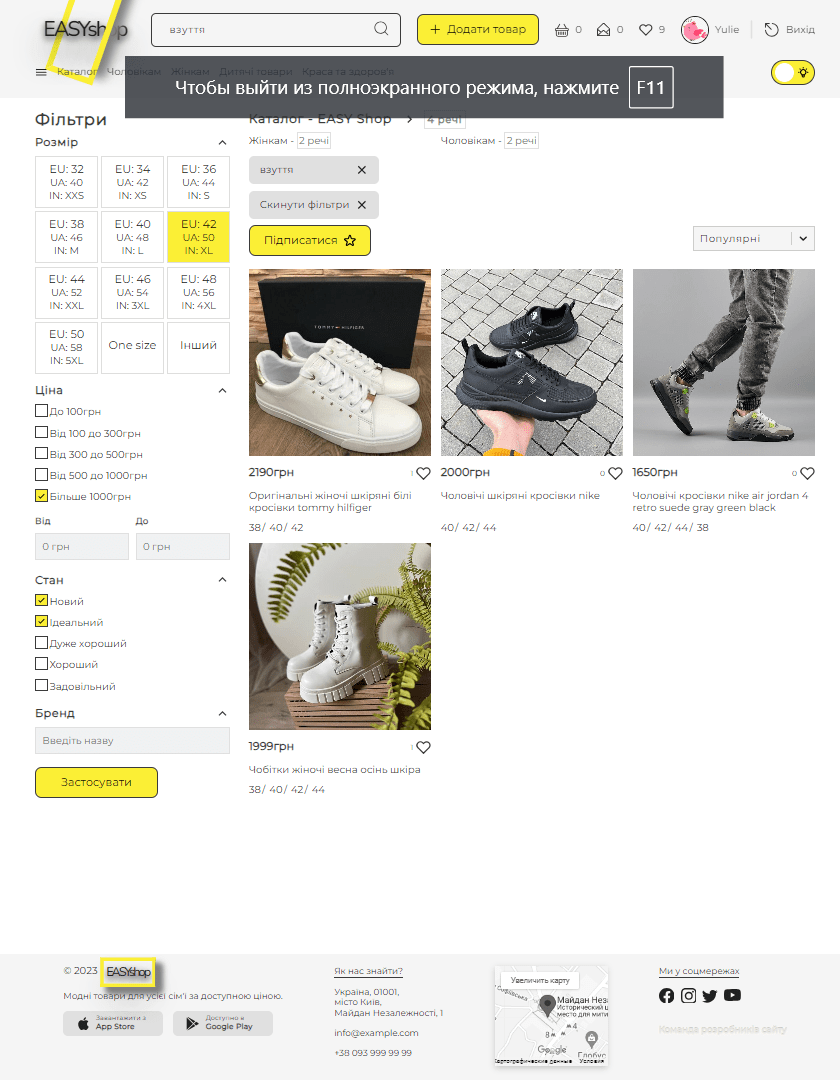 EASYshop
взуття
+ Додати товар
0
0
9
Yulie
Вихід
Каталог Чоловікам Жінкам Дитячі товари Краса та здоров'я
Чтобы выйти из полноэкранного режима, нажмите F11
Фільтри
Розмір
EU: 32 EU: 34 EU: 36
UA: 40 UA: 42 UA: 44
IN: XXS IN: XS IN: S
EU: 38 EU: 40 EU: 42
UA: 46 UA: 48 UA: 50
IN: M IN: L IN: XL
EU: 44 EU: 46 EU: 48
UA: 52 UA: 54 UA: 56
IN: XXL IN: 3XL IN: 4XL
EU: 50
UA: 58
IN: 5XL
One size
Інший
Ціна
До 100грн
Від 100 до 300грн
Від 300 до 500грн
Від 500 до 1000грн
Більше 1000грн
Від До
0 грн 0 грн
Стан
Новий
Ідеальний
Дуже хороший
Хороший
Задовільний
Бренд
Введіть назву
Застосувати
Каталог - EASY Shop > 4 речі
Жінкам - 2 речі Чоловікам - 2 речі
взуття
Скинути фільтри
Підписатися
Популярні
TOMMY HILFIGER
2190грн 1
Оригінальні жіночі шкіряні білі
кросівки tommy hilfiger
38/ 40/ 42
2000грн 0
Чоловічі шкіряні кросівки nike
40/ 42/ 44
1650грн 0
Чоловічі кросівки nike air jordan 4
retro suede gray green black
40/ 42/ 44/ 38
1999грн 1
Чобітки жіночі весна осінь шкіра
38/ 40/ 42/ 44
© 2023 EASYshop
Модні товари для усієї сім'ї за доступною ціною.
Завантажити з
App Store
Доступно в
Google Play
Як нас знайти?
Україна, 01001,
місто Київ,
Майдан Незалежності, 1
info@example.com
+38 093 999 99 99
Увеличить карту
Софіївська
Майдан Неза
Исторический ц
место для мити
Google
Глобус
Картографические данные Условия
Ми у соцмережах
Команда розробників сайту